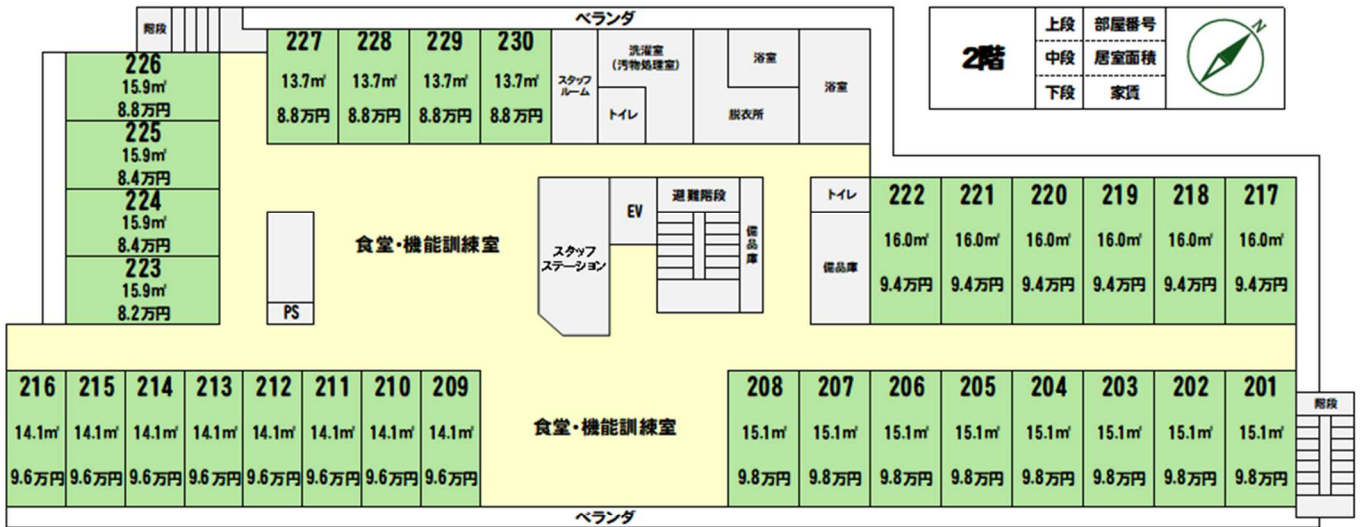 ベランダ
2階
上段 部屋番号
中段 居室面積
下段 家賃
N
階段
226
15.9㎡
8.8万円
225
15.9㎡
8.4万円
224
15.9㎡
8.4万円
223
15.9㎡
8.2万円
227 228 229 230
13.7㎡ 13.7㎡ 13.7㎡ 13.7㎡
8.8万円 8.8万円 8.8万円 8.8万円
スタッフ
ルーム
洗濯室
(汚物処理室)
トイレ
浴室
脱衣所
浴室
食堂・機能訓練室
PS
スタッフ
ステーション
EV
避難階段
備品庫
トイレ
備品庫
222 221 220 219 218 217
16.0㎡ 16.0㎡ 16.0㎡ 16.0㎡ 16.0㎡ 16.0㎡
9.4万円 9.4万円 9.4万円 9.4万円 9.4万円 9.4万円
216 215 214 213 212 211 210 209
14.1㎡ 14.1㎡ 14.1㎡ 14.1㎡ 14.1㎡ 14.1㎡ 14.1㎡ 14.1㎡
9.6万円 9.6万円 9.6万円 9.6万円 9.6万円 9.6万円 9.6万円 9.6万円
食堂・機能訓練室
208 207 206 205 204 203 202 201
15.1㎡ 15.1㎡ 15.1㎡ 15.1㎡ 15.1㎡ 15.1㎡ 15.1㎡ 15.1㎡
9.8万円 9.8万円 9.8万円 9.8万円 9.8万円 9.8万円 9.8万円 9.8万円
階段
ベランダ